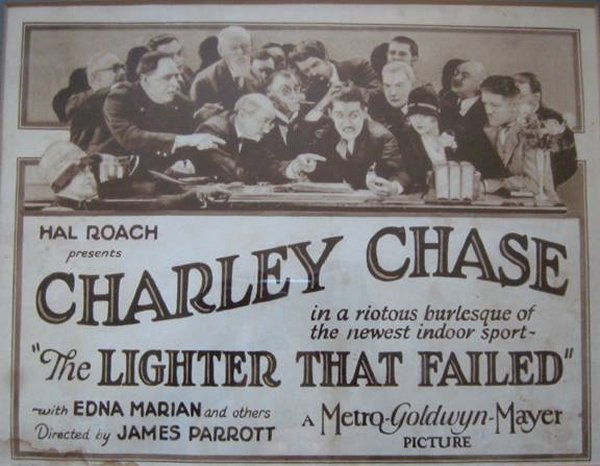 HAL ROACH
presents
CHARLEY CHASE
in a riotous burlesque of
the newest indoor sport-
"The LIGHTER THAT FAILED"
-with EDNA MARIAN and others
Directed by JAMES PARROTT
A Metro-Goldwyn-Mayer
PICTURE